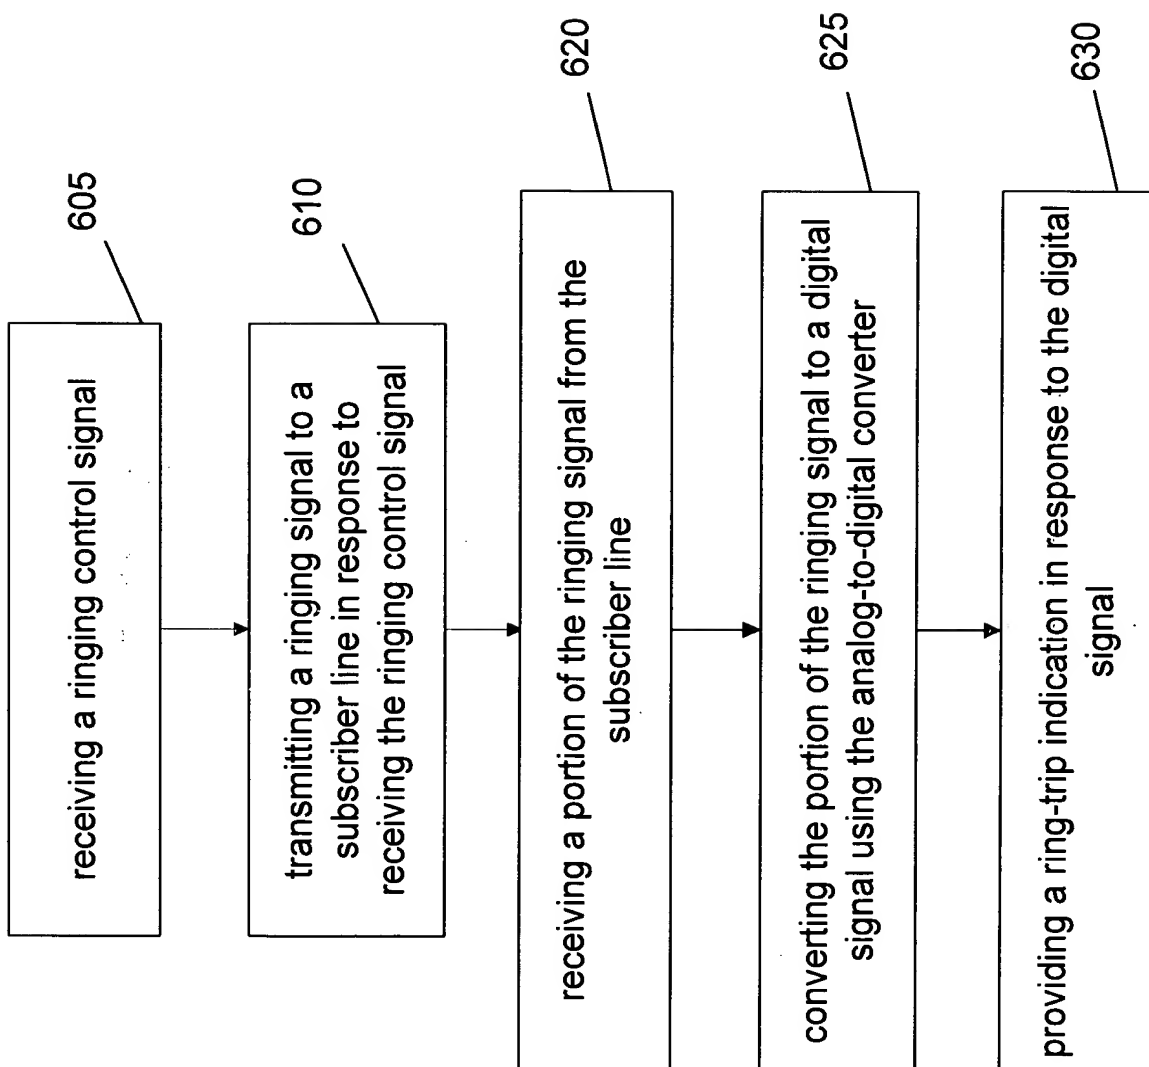 605
receiving a ringing control signal
610
transmitting a ringing signal to a
subscriber line in response to
receiving the ringing control signal
620
receiving a portion of the ringing signal from the
subscriber line
625
converting the portion of the ringing signal to a digital
signal using the analog-to-digital converter
630
providing a ring-trip indication in response to the digital
signal